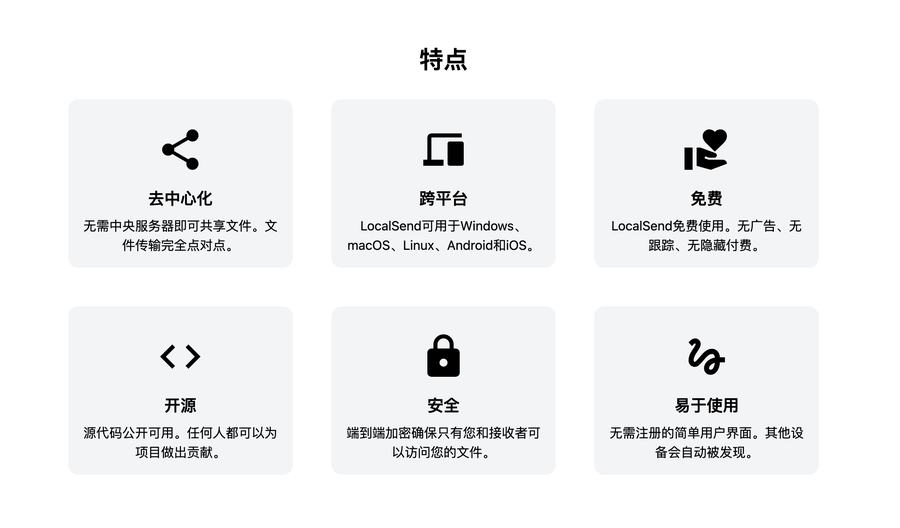 特点
去中心化
无需中央服务器即可共享文件。文
件传输完全点对点。
跨平台
LocalSend可用于Windows、
macOS、Linux、Android和iOS。
免费
LocalSend免费使用。无广告、无
跟踪、无隐藏付费。
开源
源代码公开可用。任何人都可以为
项目做出贡献。
安全
端到端加密确保只有您和接收者可
以访问您的文件。
易于使用
无需注册的简单用户界面。其他设
备会自动被发现。